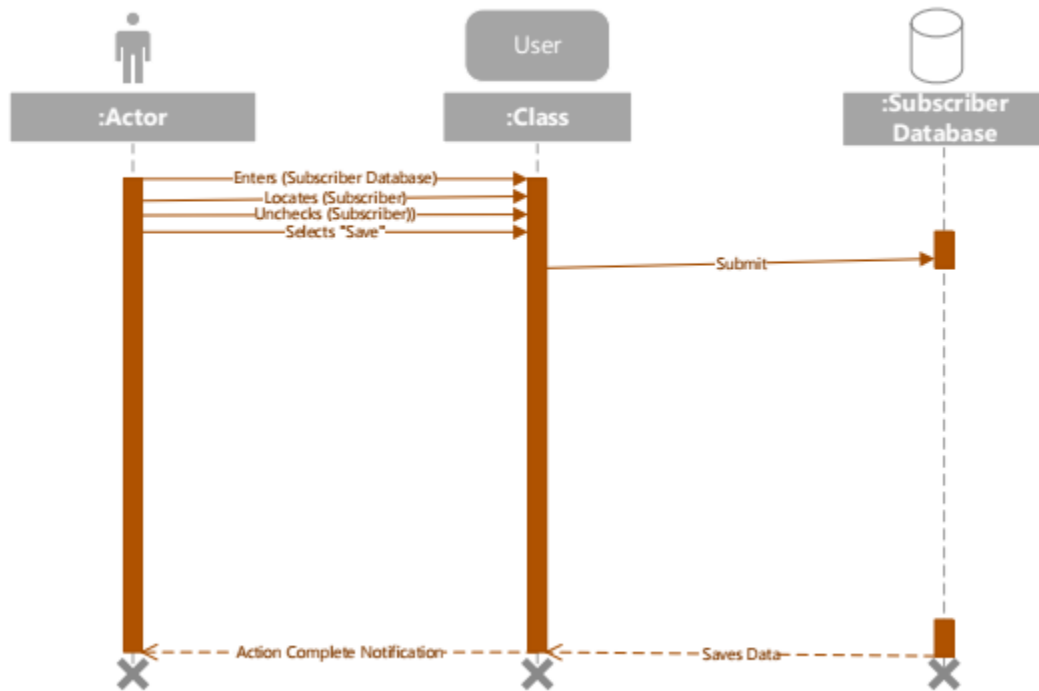 User
:Actor
:Class
:Subscriber
Database
Enters (Subscriber Database)
Locates (Subscriber)
Unchecks (Subscriber))
Selects "Save"
Submit
Action Complete Notification
Saves Data